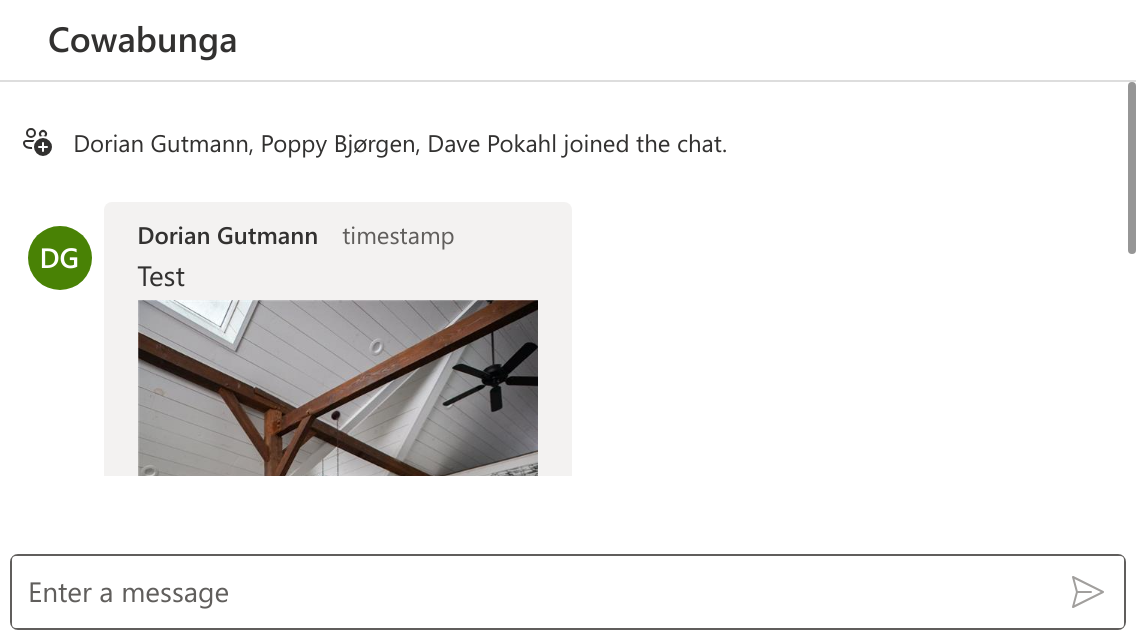 Cowabunga
Dorian Gutmann, Poppy Bjørgen, Dave Pokahl joined the chat.
DG
Dorian Gutmann timestamp
Test
Enter a message